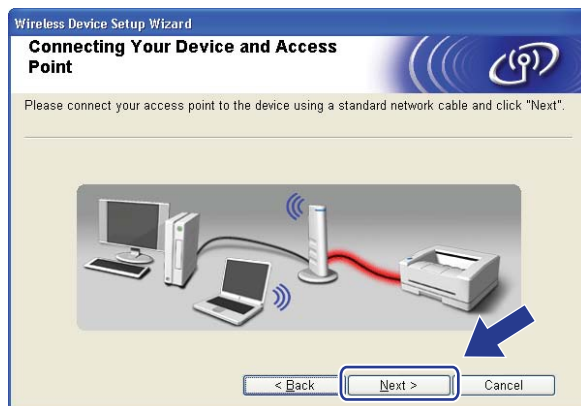 Wireless Device Setup Wizard
Connecting Your Device and Access
Point
Please connect your access point to the device using a standard network cable and click "Next".
< Back
Next >
Cancel